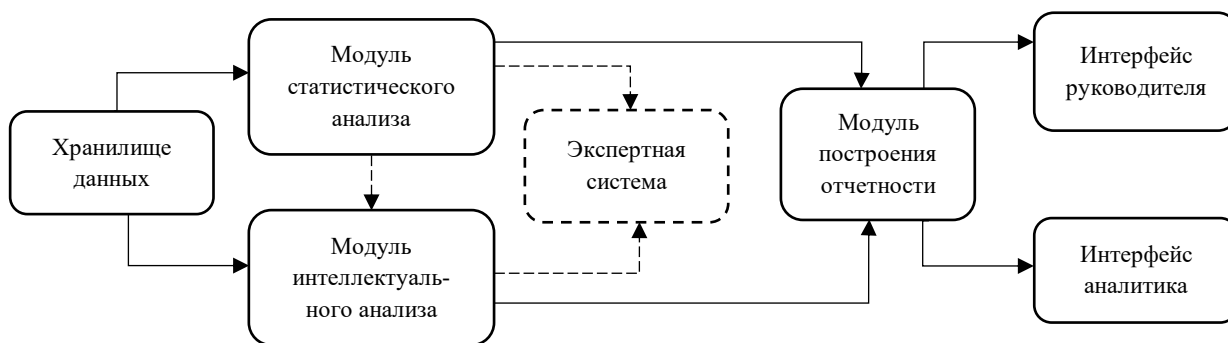 Хранилище
данных
Модуль
статистического
анализа
Модуль
интеллектуаль-
ного анализа
Экспертная
система
Модуль
построения
отчетности
Интерфейс
руководителя
Интерфейс
аналитика